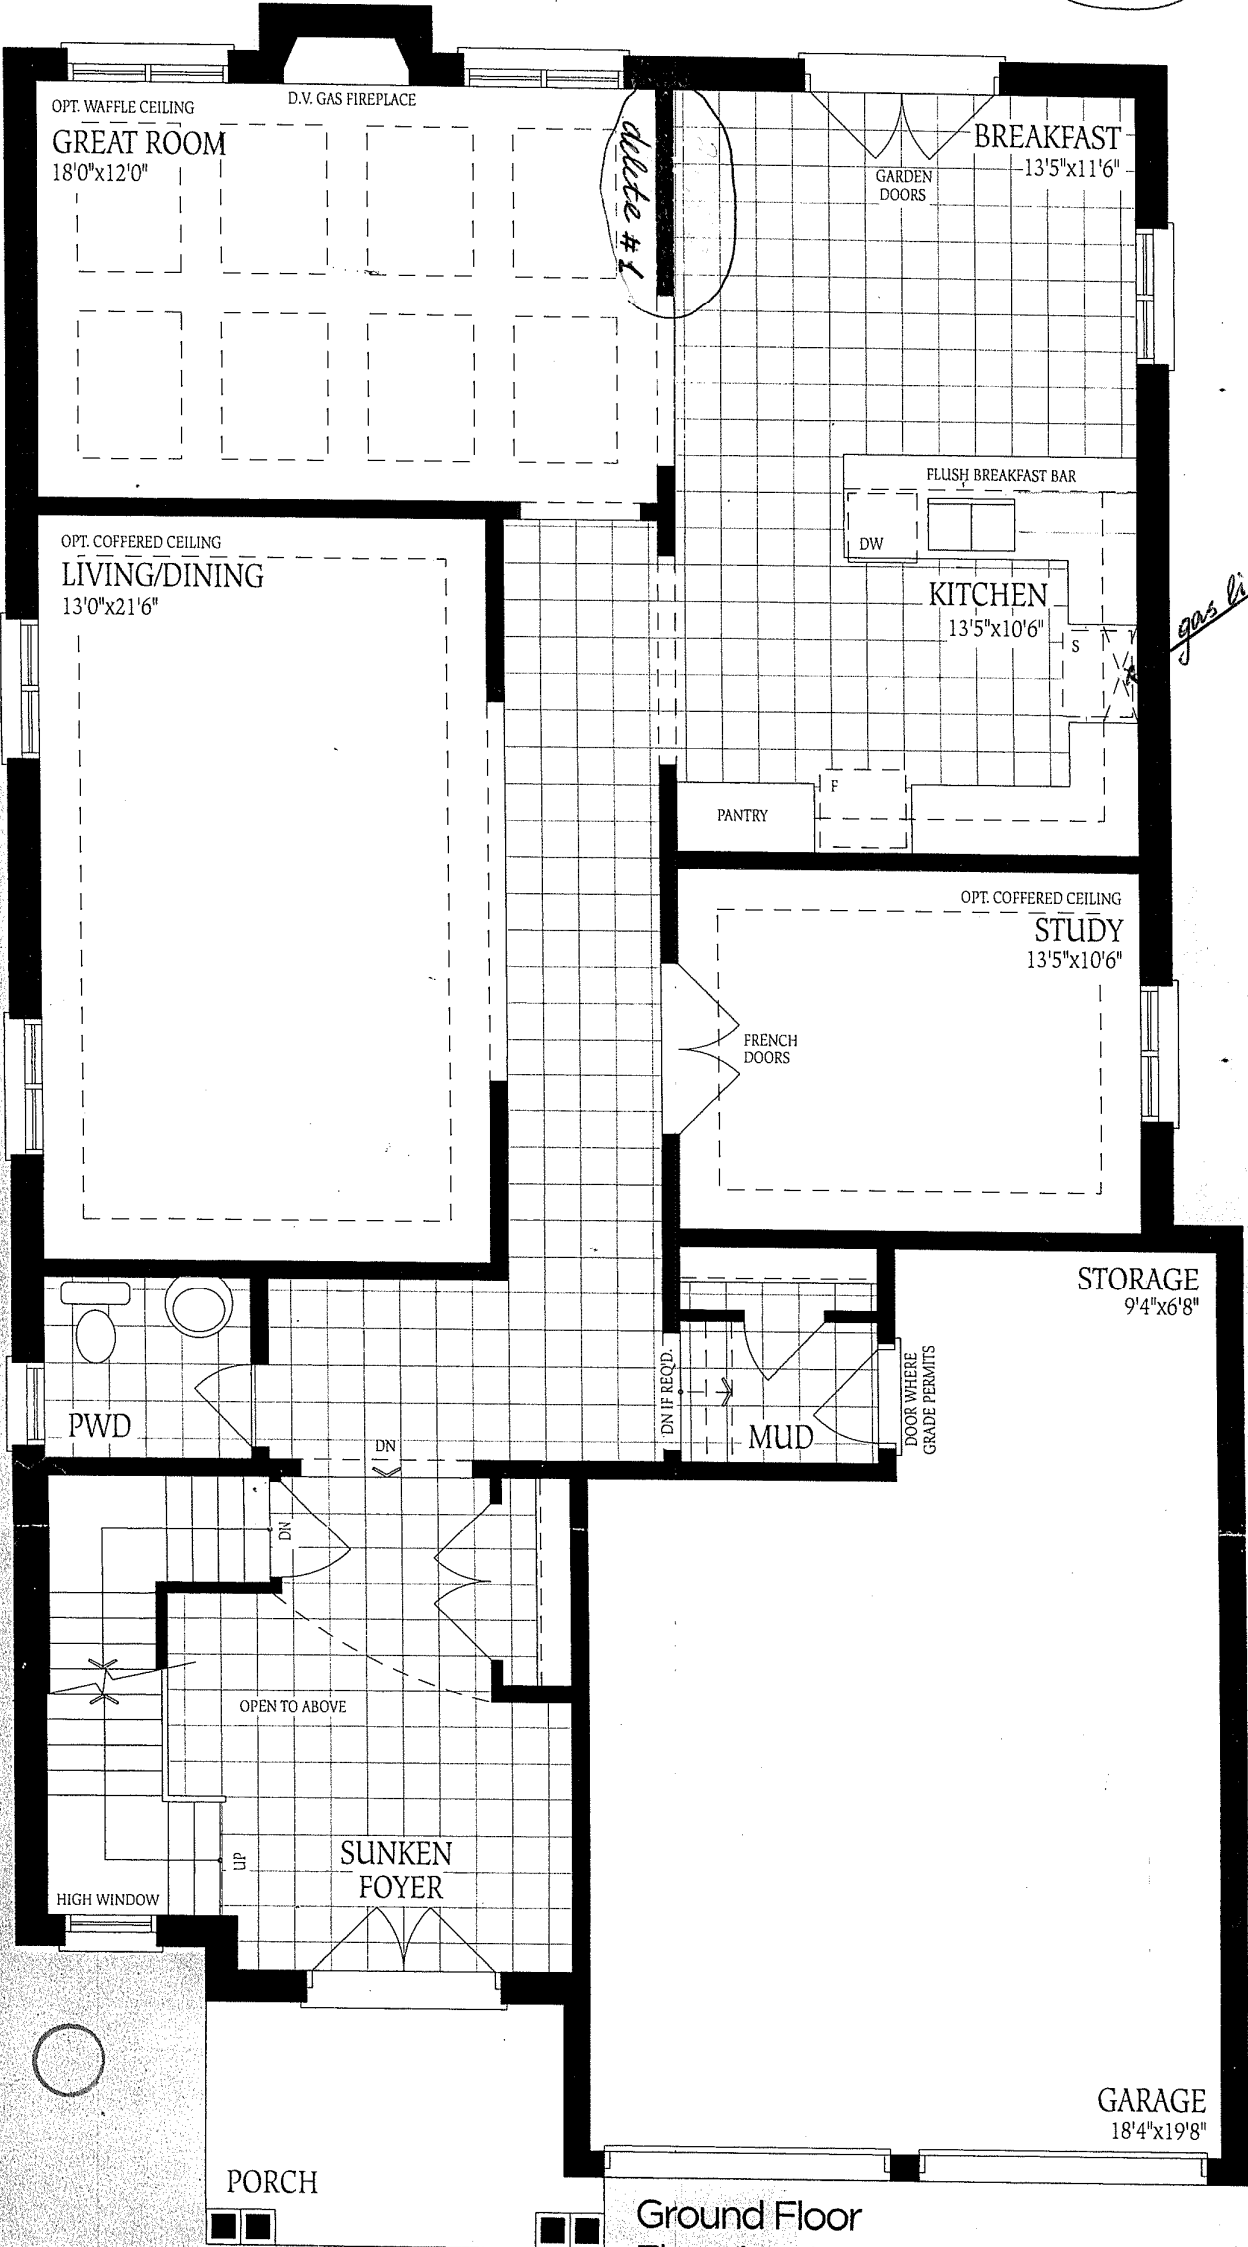 OPT. WAFFLE CEILING
GREAT ROOM
18'0"x12'0"
D.V. GAS FIREPLACE
delete #1
BREAKFAST
13'5"x11'6"
GARDEN
DOORS
FLUSH BREAKFAST BAR
DW
KITCHEN
13'5"x10'6"
S
gas li
F
PANTRY
OPT. COFFERED CEILING
LIVING/DINING
13'0"x21'6"
OPT. COFFERED CEILING
STUDY
13'5"x10'6"
FRENCH
DOORS
STORAGE
9'4"x6'8"
PWD
DN
DN IF REQ'D.
MUD
DOOR WHERE
GRADE PERMITS
DN
OPEN TO ABOVE
UP
SUNKEN
FOYER
HIGH WINDOW
GARAGE
18'4"x19'8"
PORCH
Ground Floor